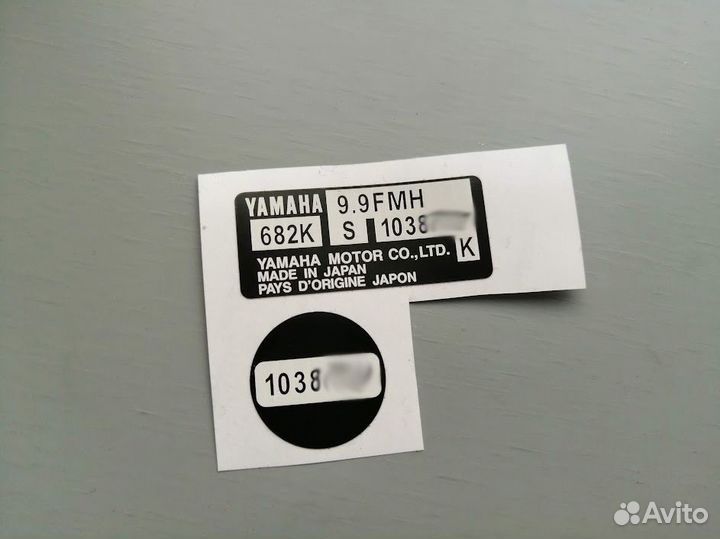 YAMAHA 9.9FMH
682K S 1038
YAMAHA MOTOR CO.,LTD. K
MADE IN JAPAN
PAYS D'ORIGINE JAPON
1038
Avito